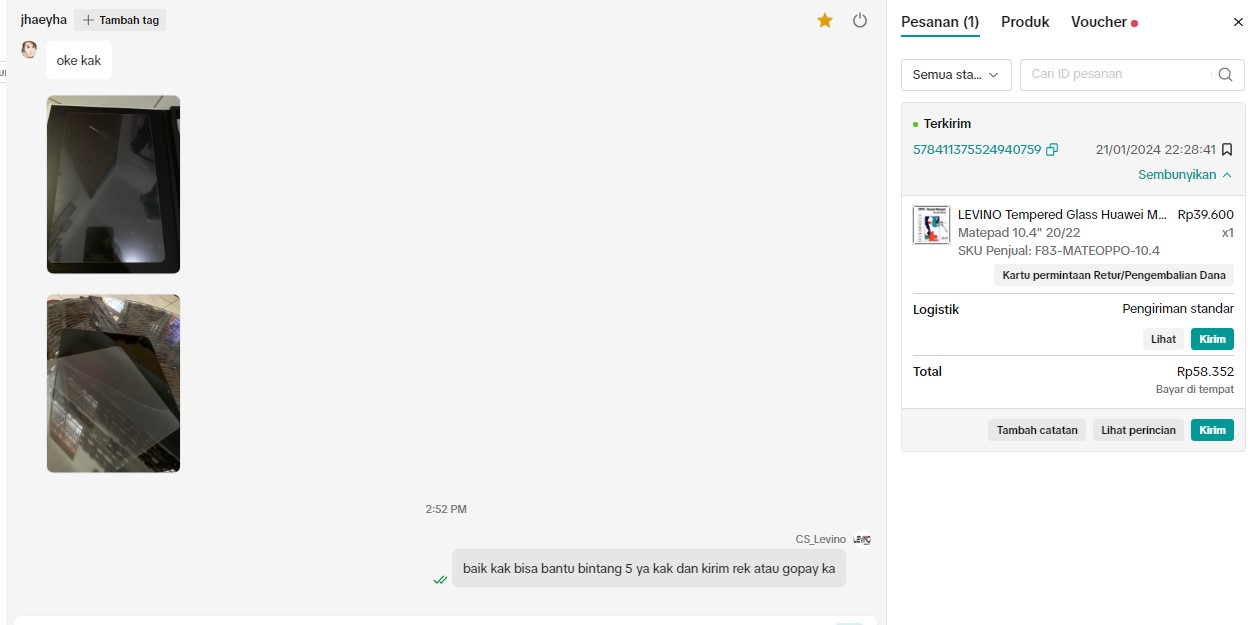 jhaeyha
Tambah tag
oke kak
2:52 PM
CS_Levino
baik kak bisa bantu bintang 5 ya kak dan kirim rek atau gopay ka
Pesanan (1)
Produk
Voucher
Semua sta...
Cari ID pesanan
Terkirim
578411375524940759
21/01/2024 22:28:41
Sembunyikan
LEVINO Tempered Glass Huawei M...
Rp39.600
Matepad 10.4" 20/22
x1
SKU Penjual: F83-MATEOPPO-10.4
Kartu permintaan Retur/Pengembalian Dana
Logistik
Pengiriman standar
Lihat
Kirim
Total
Rp58.352
Bayar di tempat
Tambah catatan
Lihat perincian
Kirim